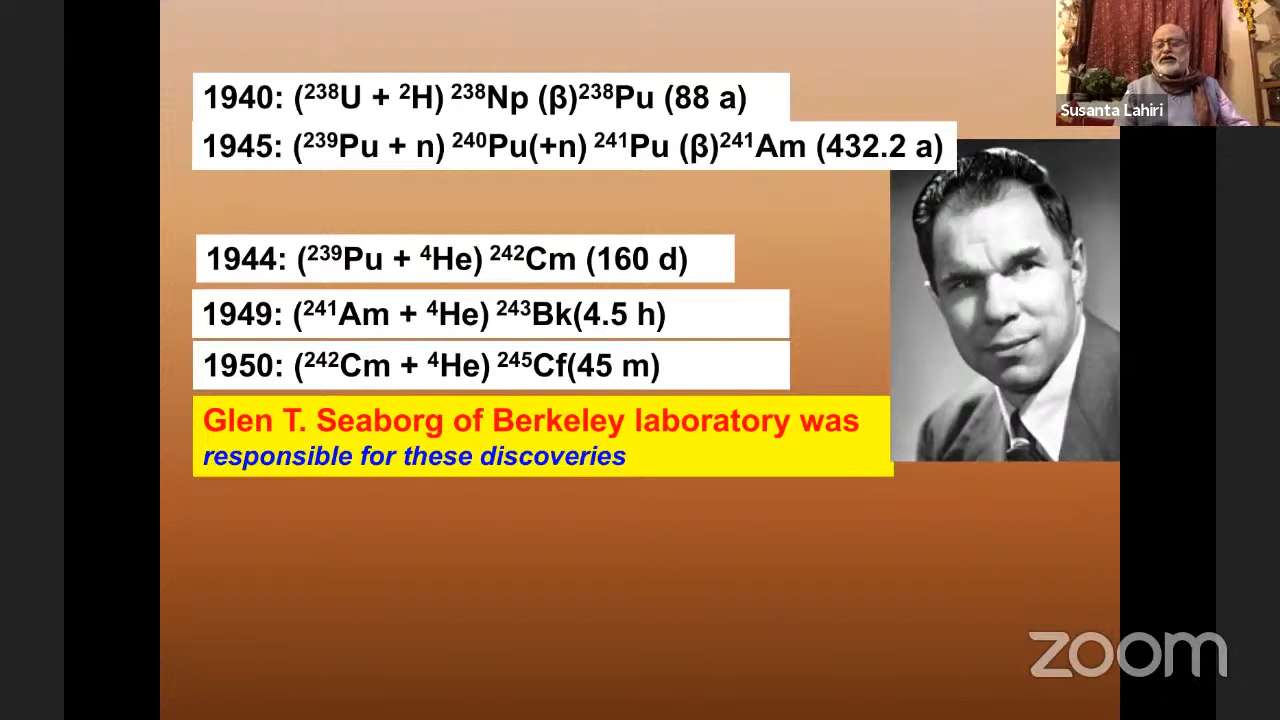 1940: (²³⁸U + ²H) ²³⁸Np (β)²³⁸Pu (88 a)
1945: (²³⁹Pu + n) ²⁴⁰Pu(+n) ²⁴¹Pu (β)²⁴¹Am (432.2 a)
1944: (²³⁹Pu + ⁴He) ²⁴²Cm (160 d)
1949: (²⁴¹Am + ⁴He) ²⁴³Bk(4.5 h)
1950: (²⁴²Cm + ⁴He) ²⁴⁵Cf(45 m)
Glen T. Seaborg of Berkeley laboratory was
responsible for these discoveries
Susanta Lahiri
zoom